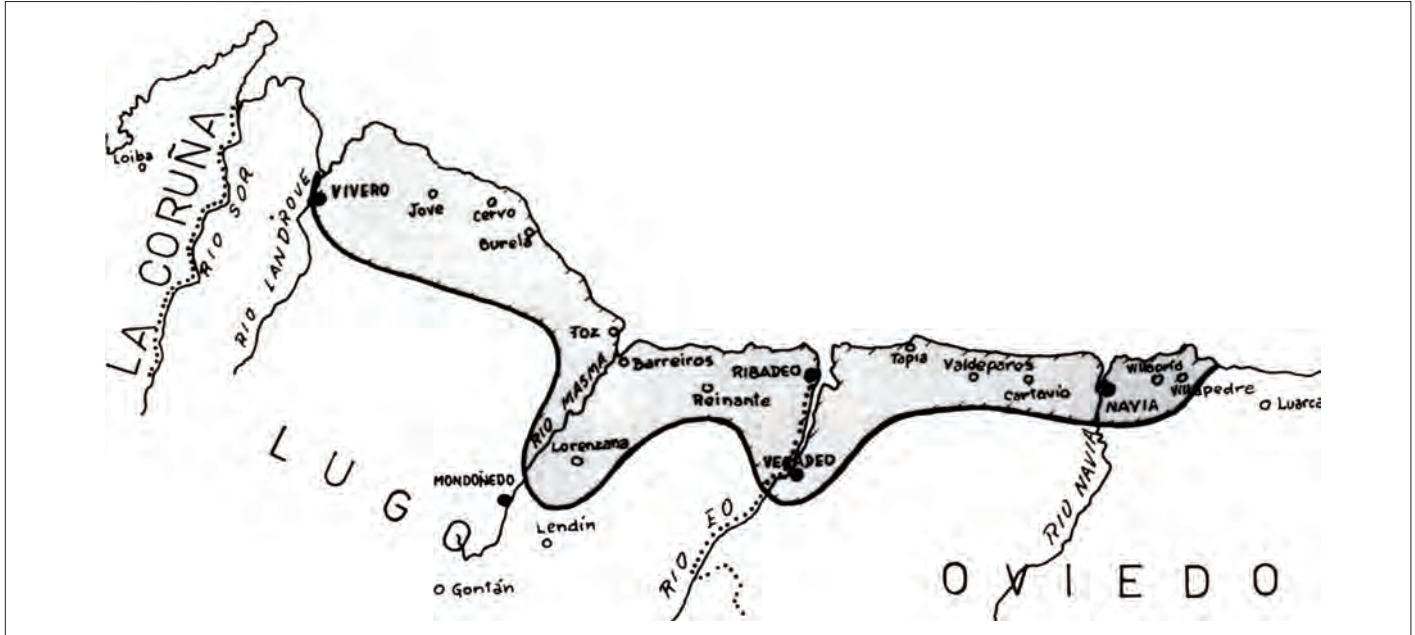 LA CORUÑA
Loiba
RIO SOR
RIO LANDROVE
VIVERO
Jove
Cervo
Burela
Foz
Barreiros
RIO MASMA
Reinante
RIBADEO
Tapia
Valdepares
Cartavio
NAVIA
Villapedre
Luarca
Lorenzana
MONDOÑEDO
VEGADEO
LUGO
Lendín
Gontán
RIO EO
RIO NAVIA
OVIEDO